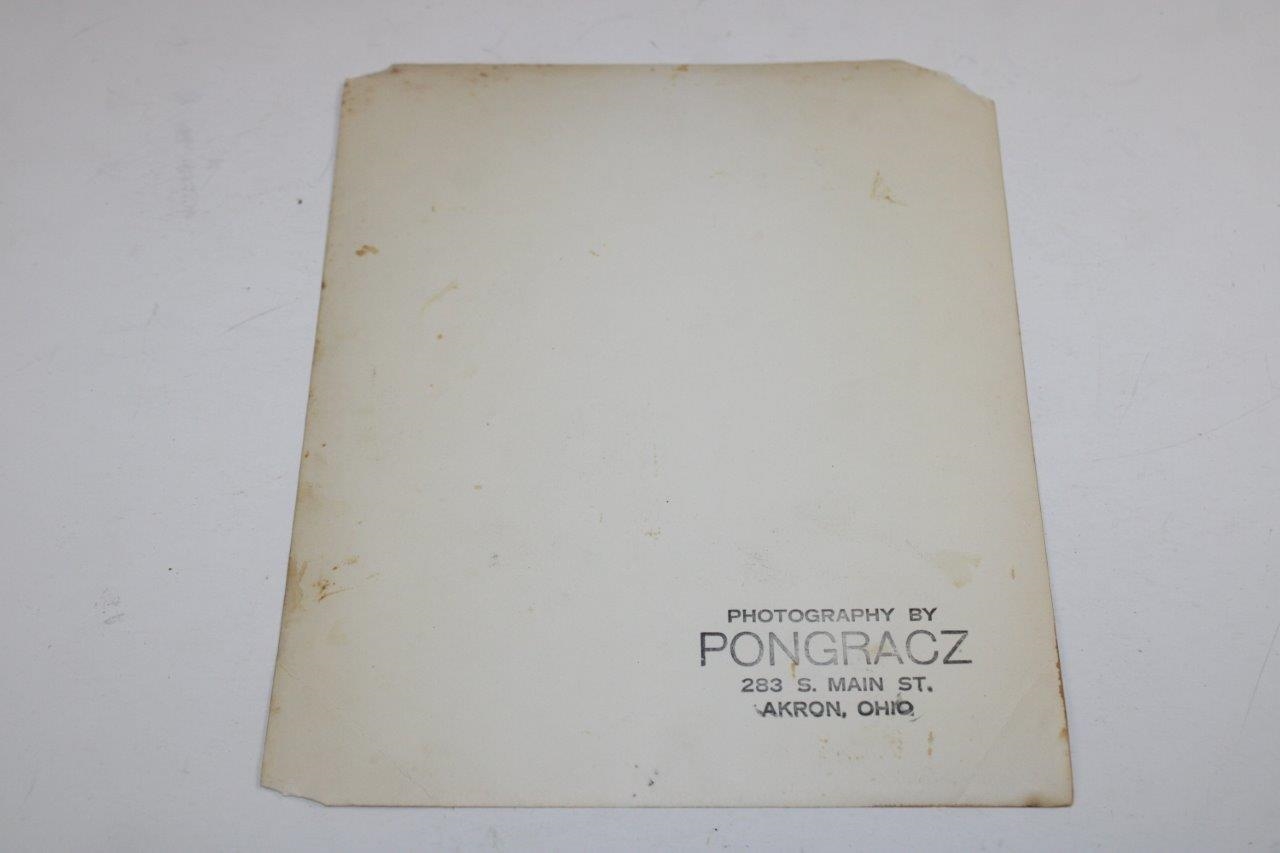 PHOTOGRAPHY BY
PONGRACZ
283 S. MAIN ST.
AKRON, OHIO